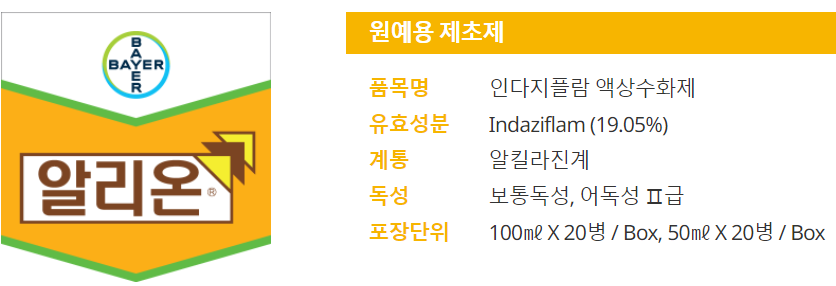 BAYER
BAYER
알리온®
원예용 제초제
품목명 인다지플람 액상수화제
유효성분 Indaziflam (19.05%)
계통 알킬라진계
독성 보통독성, 어독성 Ⅱ급
포장단위 100㎖ X 20병 / Box, 50㎖ X 20병 / Box